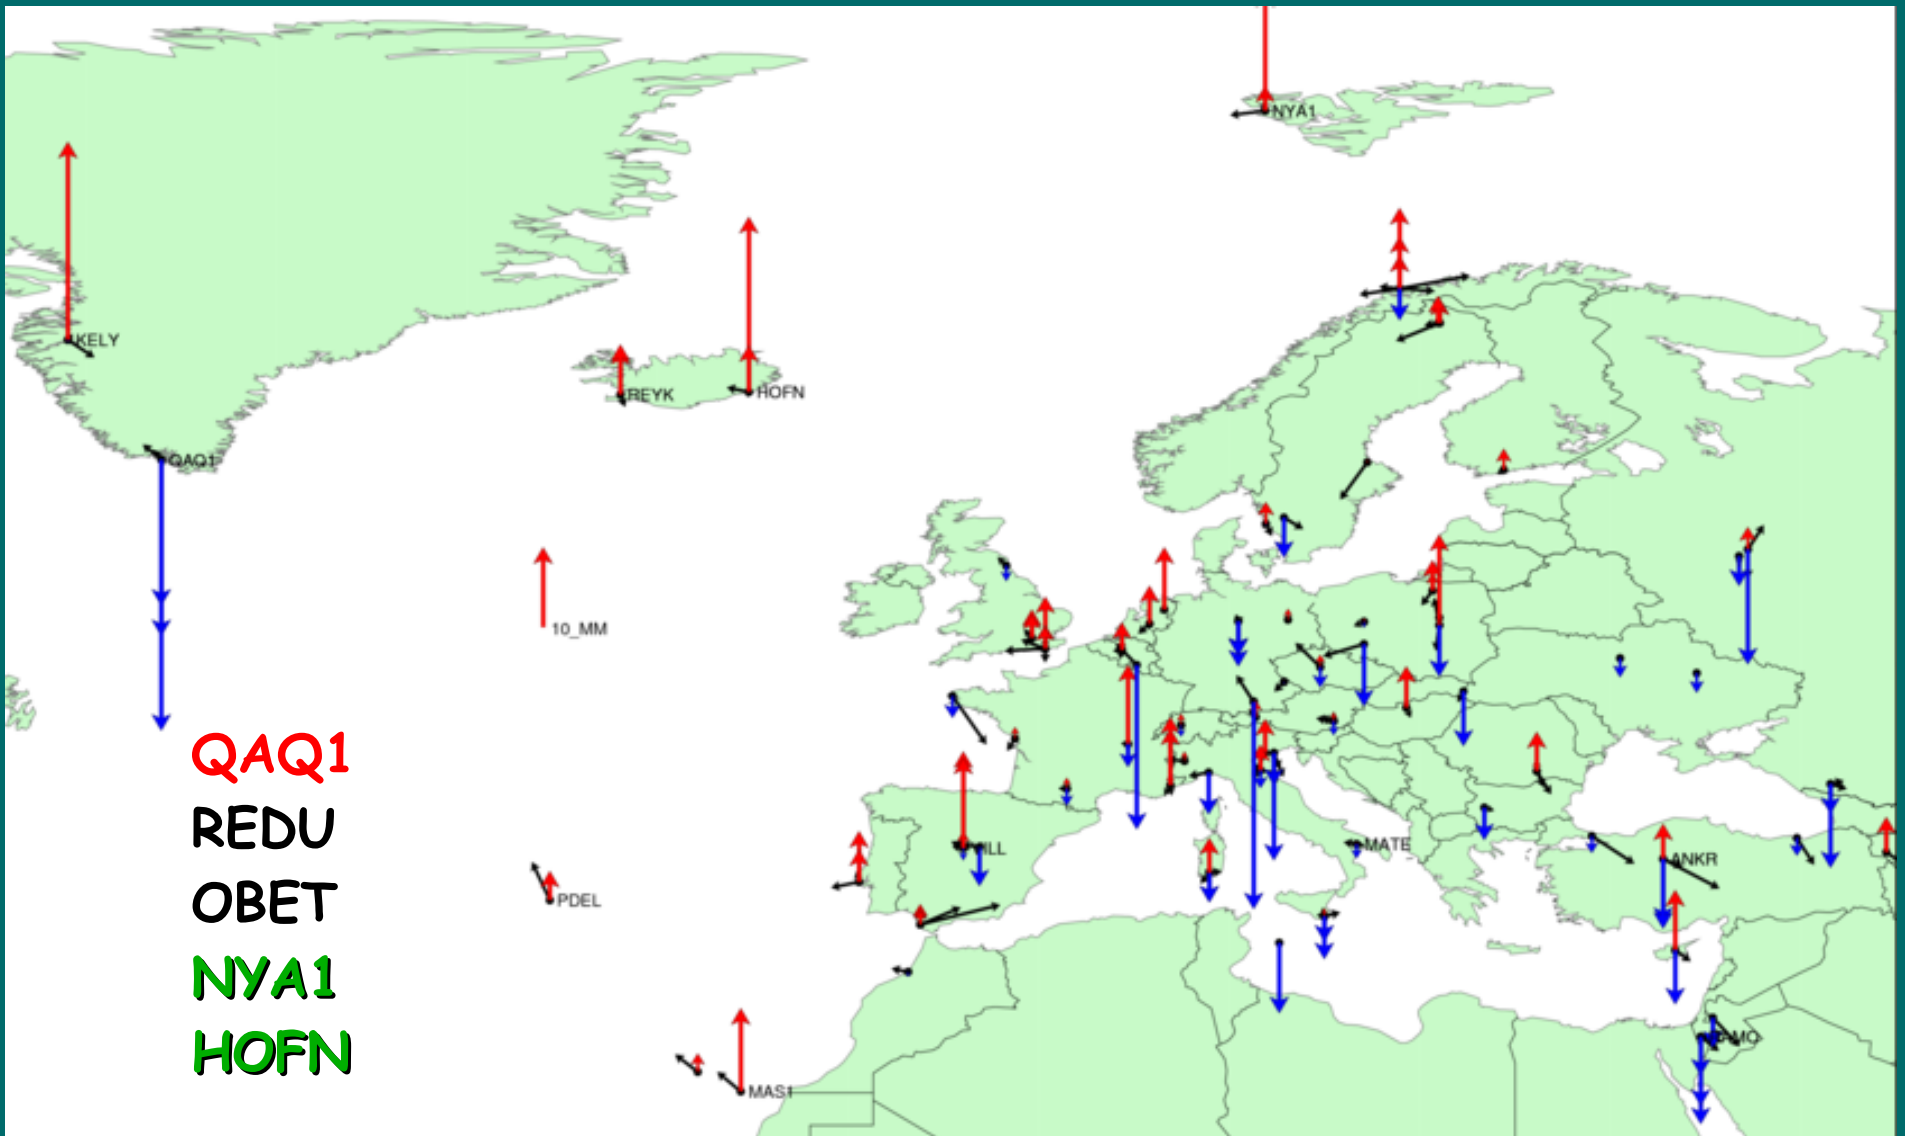 NYA1
KELY
REYK
HOFN
QAQ1
10_MM
MATE
ANKR
PDEL
MAS1
QAQ1
REDU
OBET
NYA1
HOFN